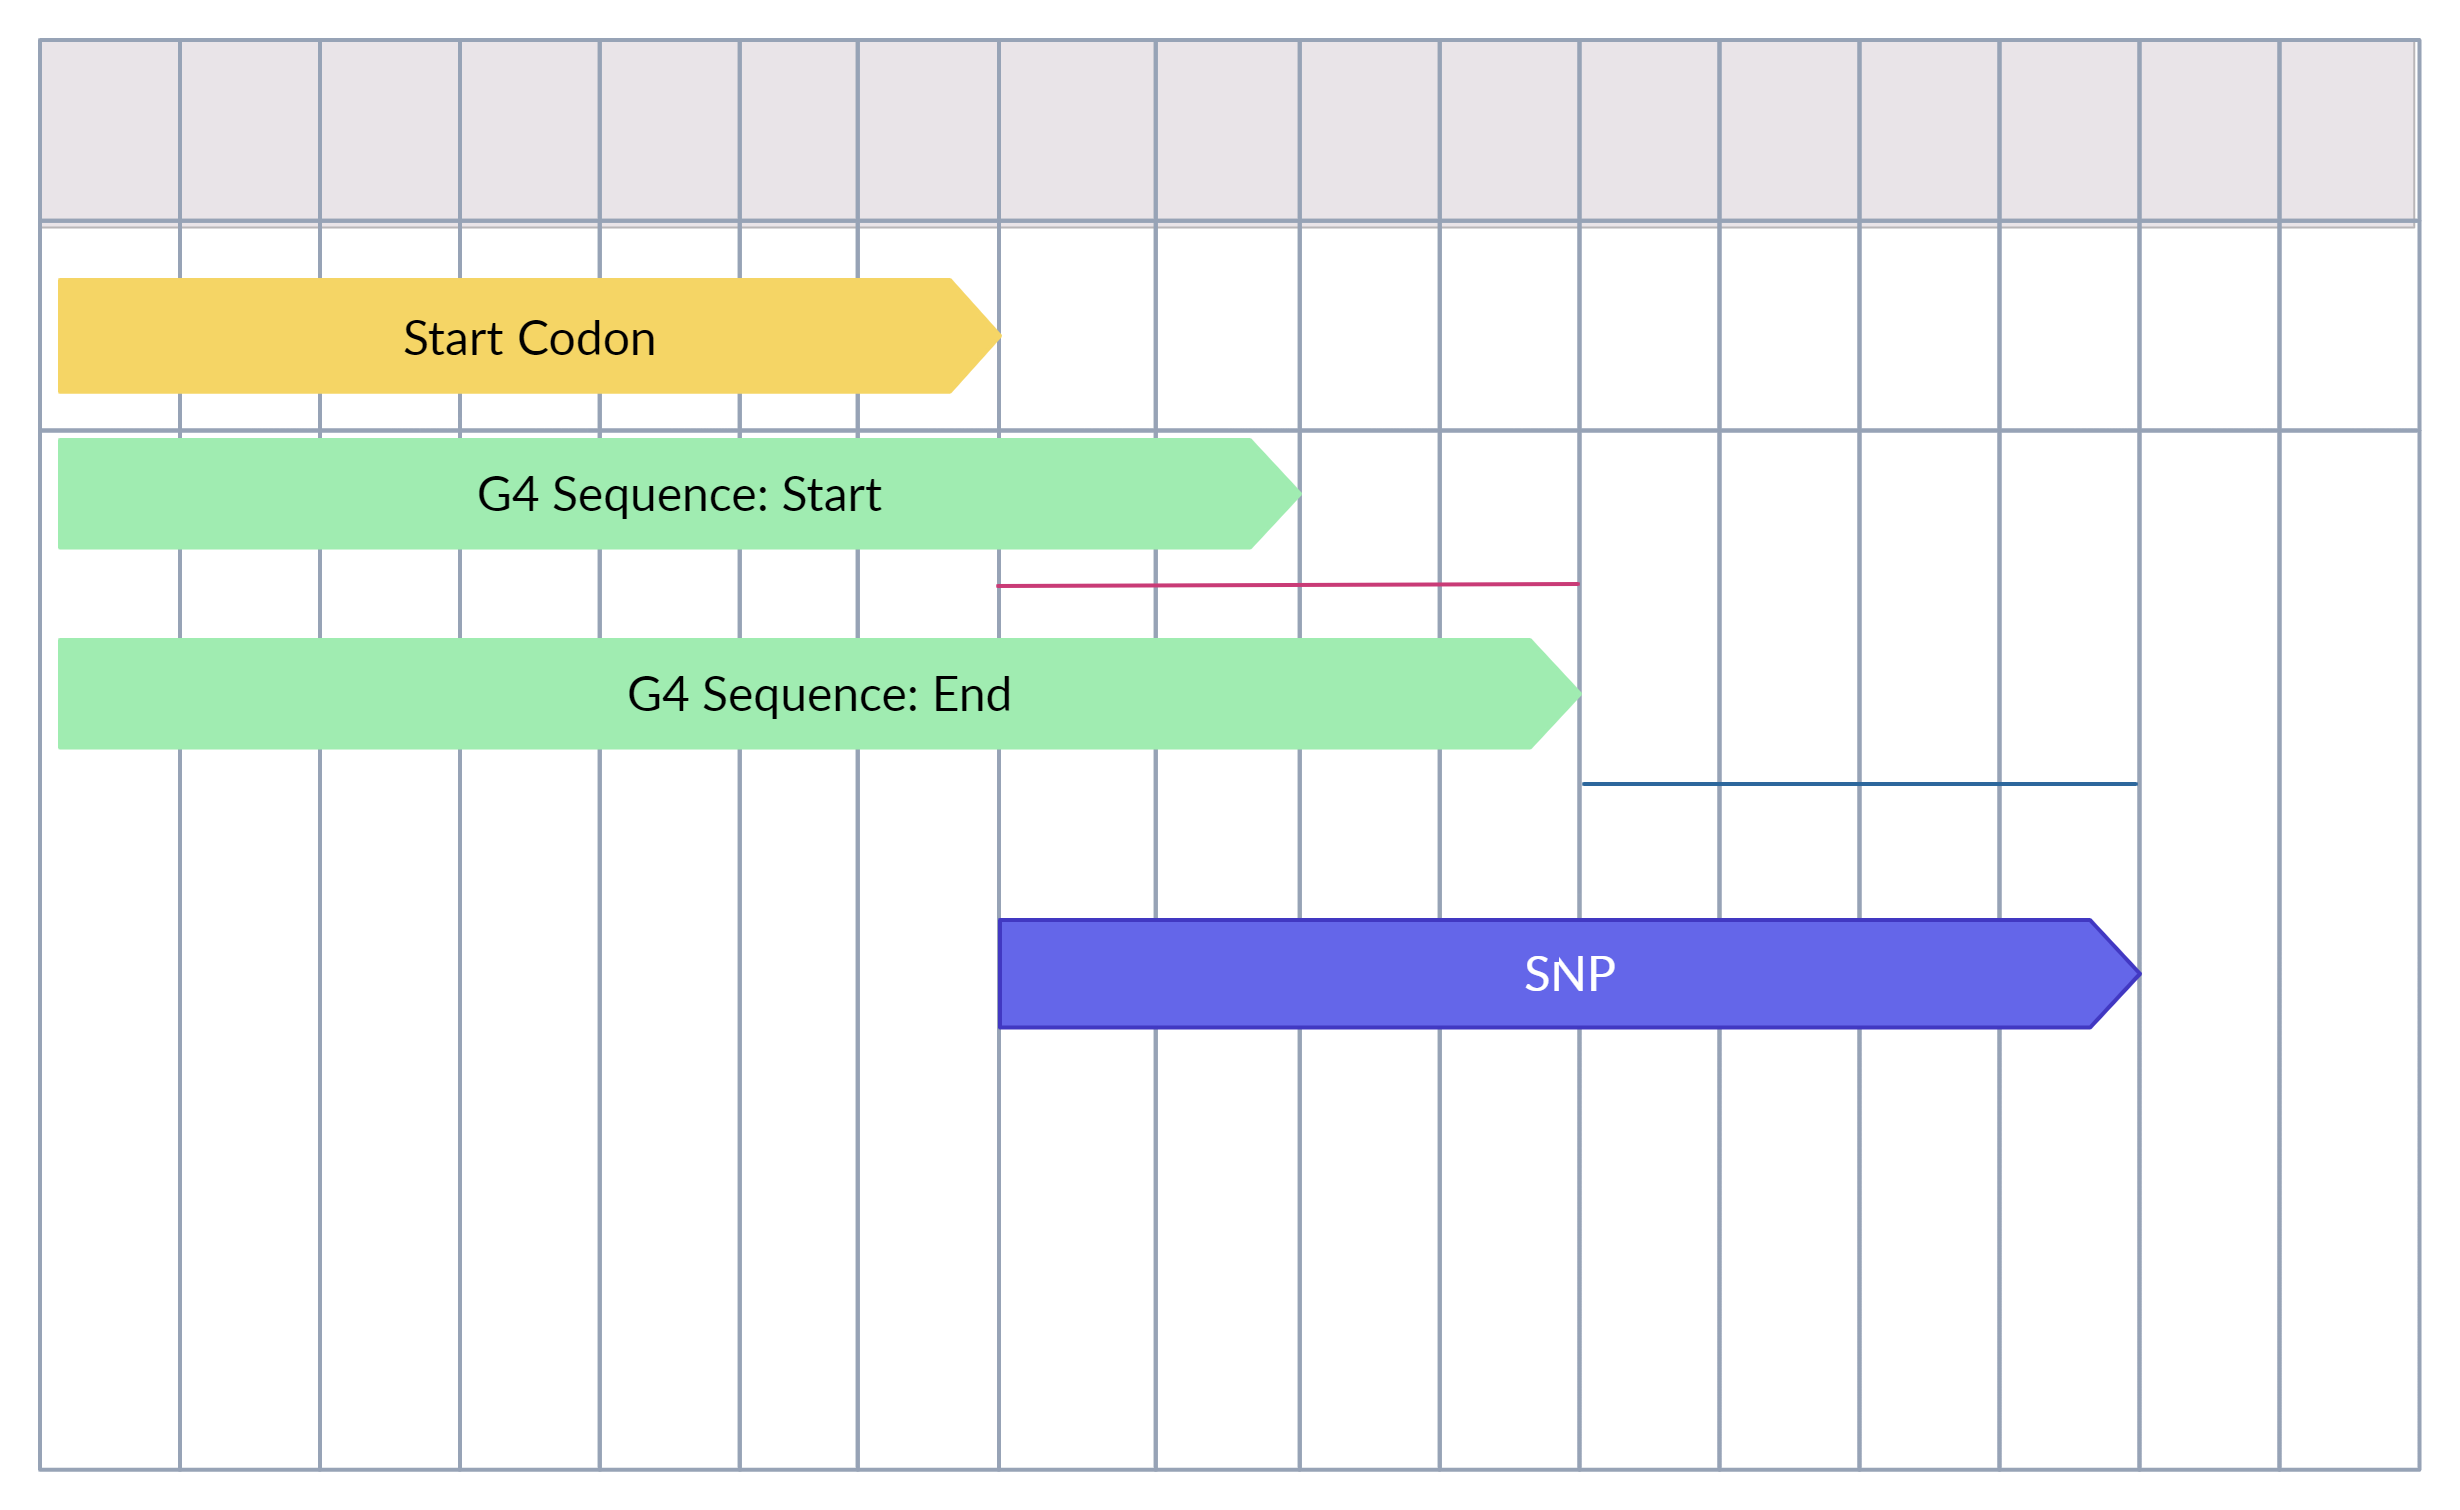 Start Codon
G4 Sequence: Start
G4 Sequence: End
SNP